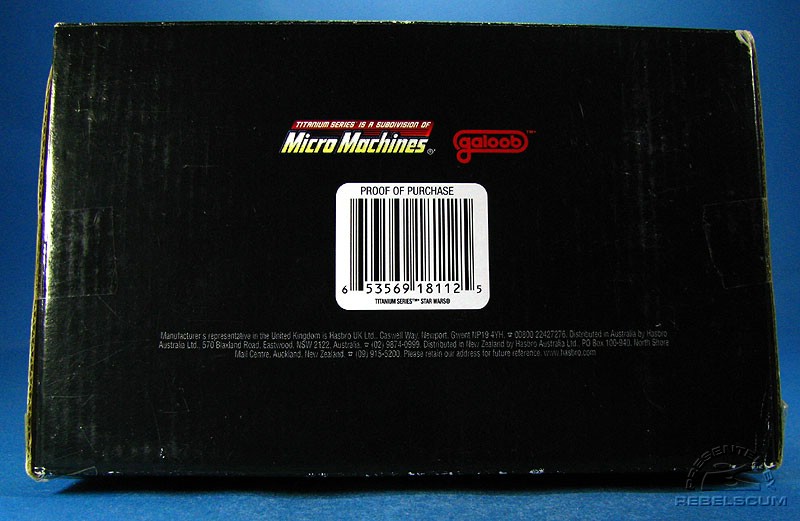 TITANIUM SERIES IS A SUBDIVISION OF
Micro Machines®
galoob™
PROOF OF PURCHASE
6 53569 18112 5
TITANIUM SERIES™ STAR WARS®
Manufacturer's representative in the United Kingdom is Hasbro UK Ltd., Caswell Way, Newport, Gwent NP19 4YH. ☎ 00800 22427276. Distributed in Australia by Hasbro
Australia Ltd., 570 Blaxland Road, Eastwood, NSW 2122, Australia. ☎ (02) 9874-0999. Distributed in New Zealand by Hasbro Australia Ltd., PO Box 100-940, North Shore
Mail Centre, Auckland, New Zealand. ☎ (09) 915-5200. Please retain our address for future reference. www.hasbro.com.
PRESENTED BY
REBELSCUM